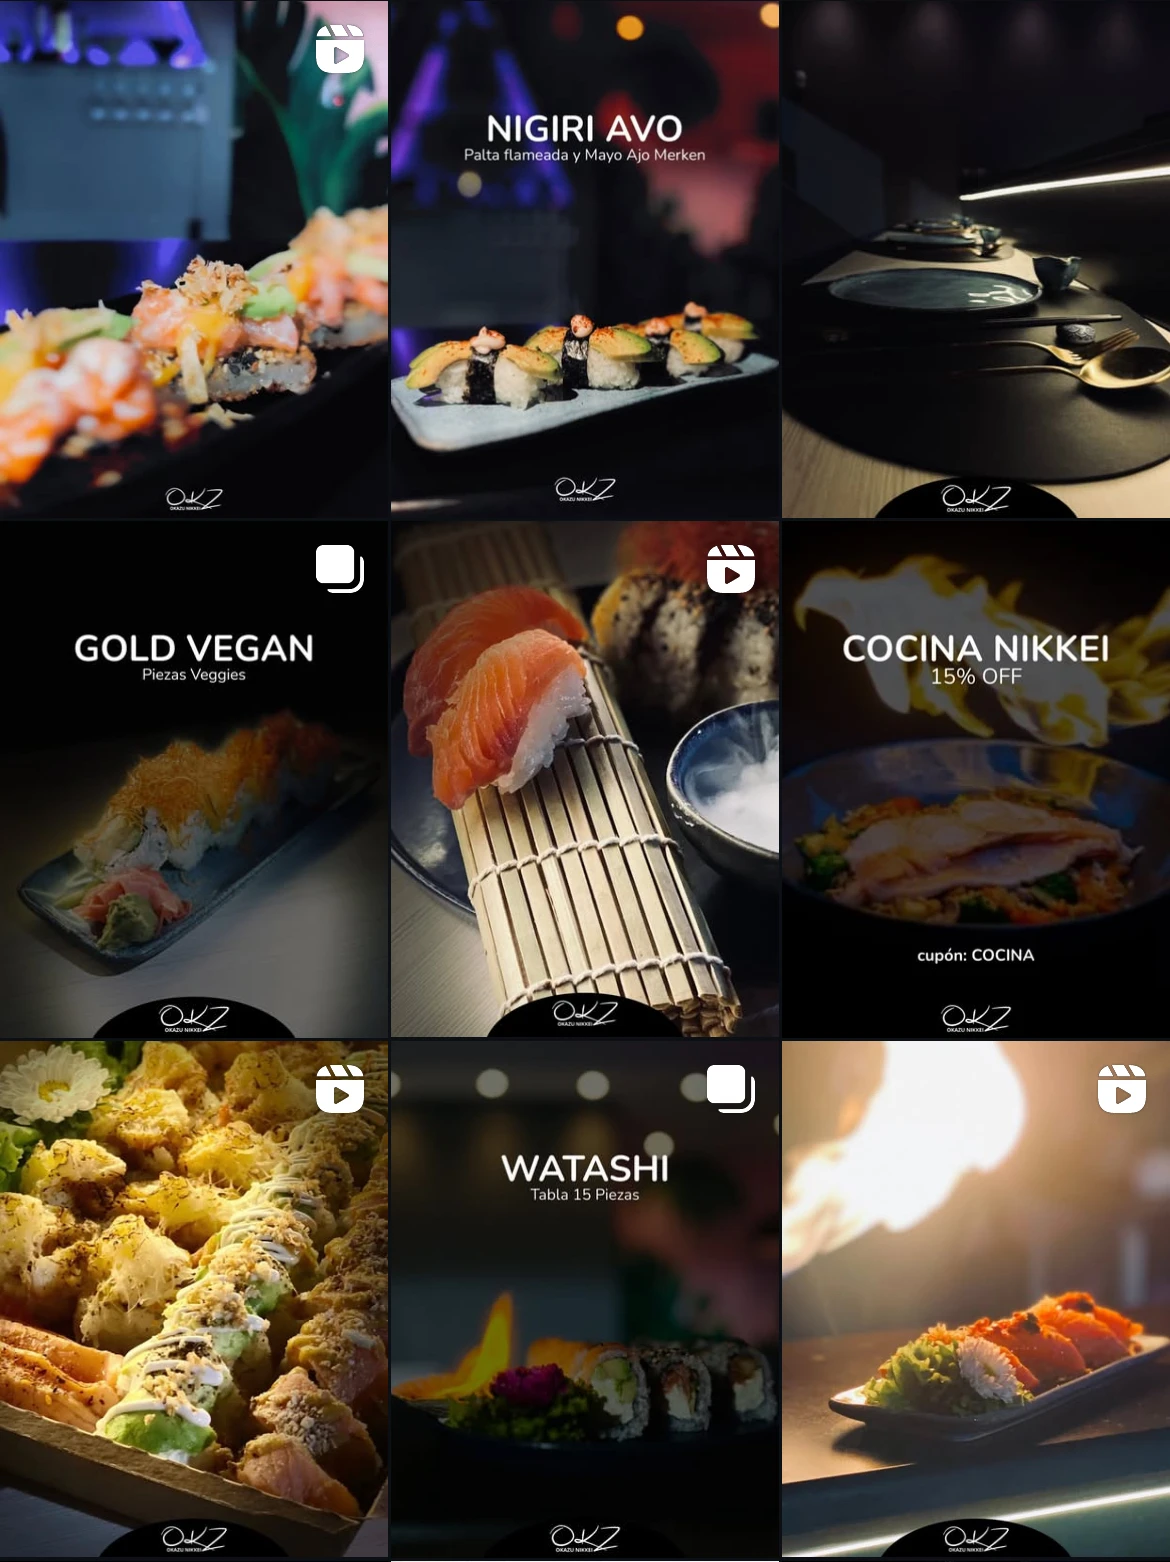 OKZ
OKAZU NIKKEI
NIGIRI AVO
Palta flameada y Mayo Ajo Merken
OKZ
OKAZU NIKKEI
OKZ
OKAZU NIKKEI
GOLD VEGAN
Piezas Veggies
OKZ
OKAZU NIKKEI
OKZ
OKAZU NIKKEI
COCINA NIKKEI
15% OFF
cupón: COCINA
OKZ
OKAZU NIKKEI
OKZ
OKAZU NIKKEI
WATASHI
Tabla 15 Piezas
OKZ
OKAZU NIKKEI
OKZ
OKAZU NIKKEI